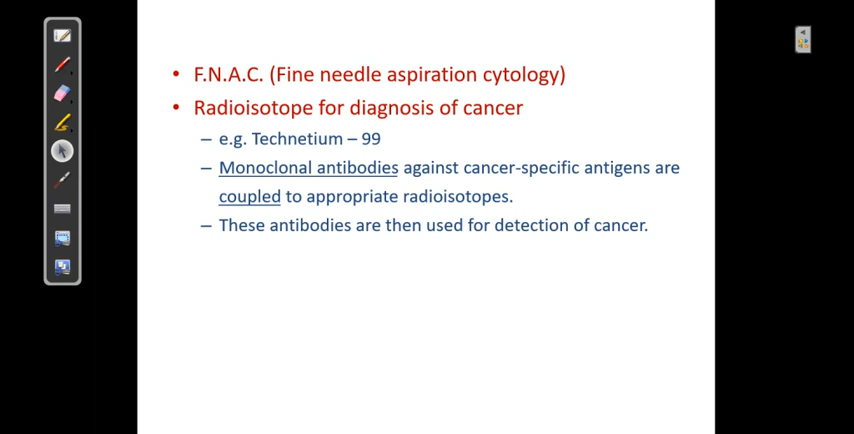 • F.N.A.C. (Fine needle aspiration cytology)
• Radioisotope for diagnosis of cancer
– e.g. Technetium – 99
– Monoclonal antibodies against cancer-specific antigens are
coupled to appropriate radioisotopes.
– These antibodies are then used for detection of cancer.